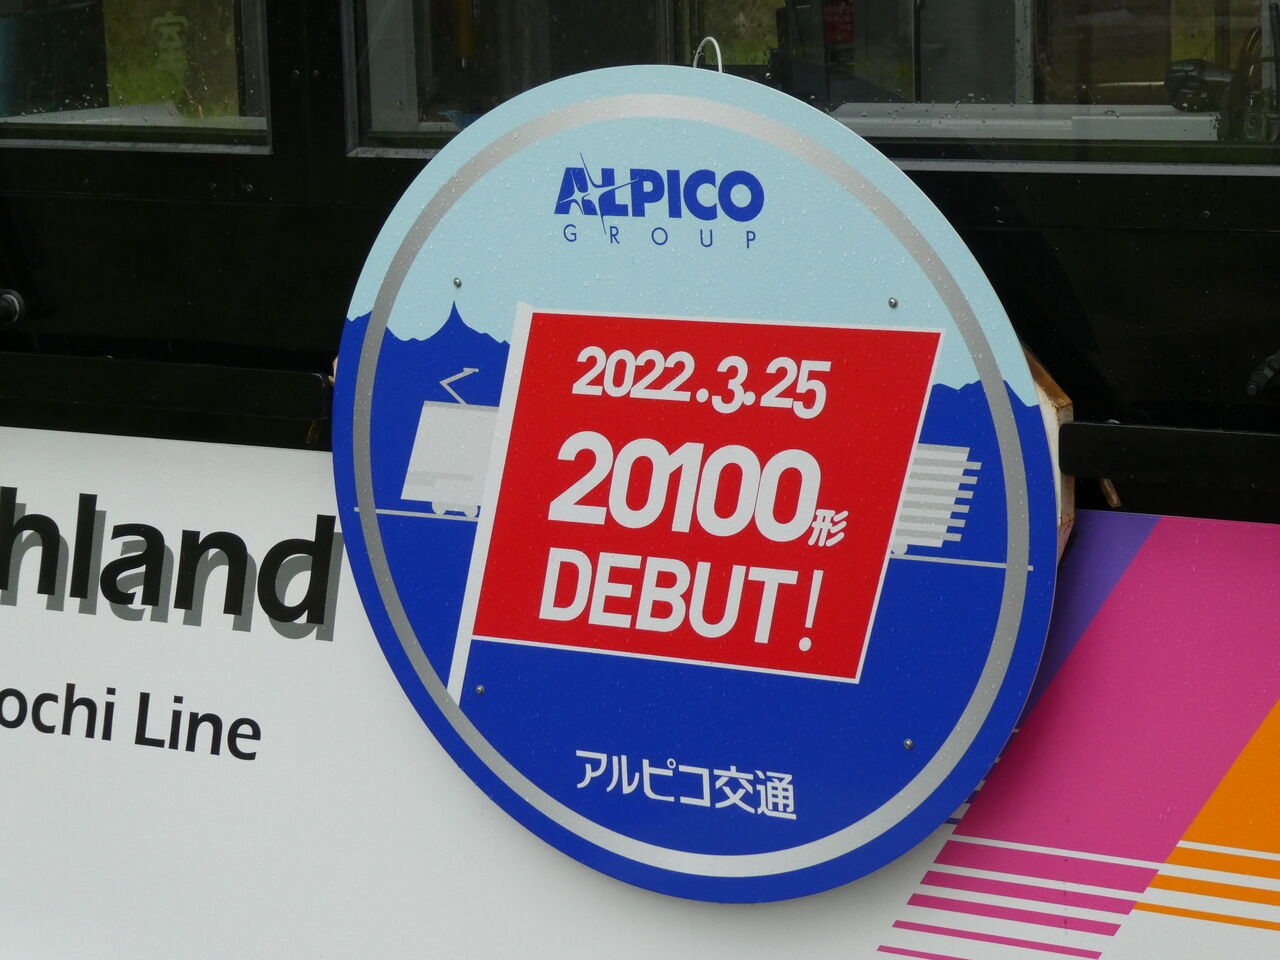 ALPICO
GROUP
2022.3.25
20100形
DEBUT!
アルピコ交通
hland
ochi Line